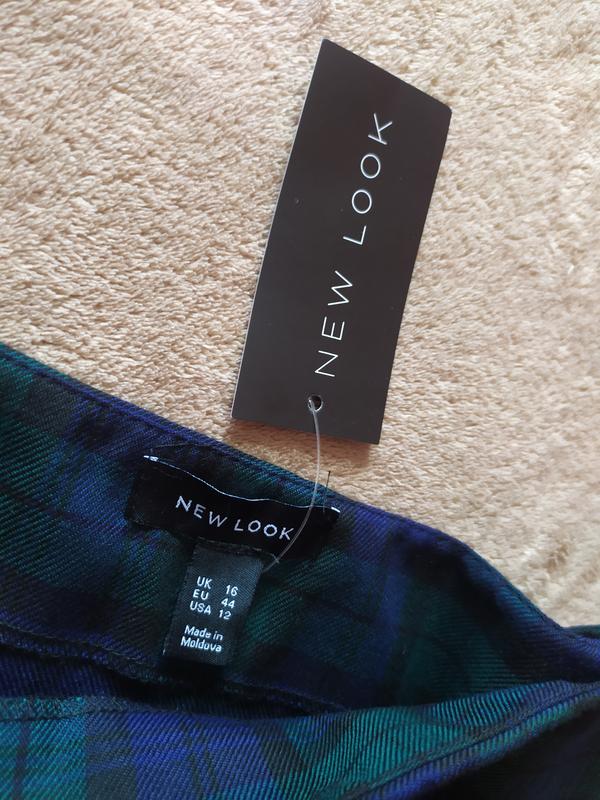 NEW LOOK
NEW LOOK
UK 16
EU 44
USA 12
Made in
Moldova